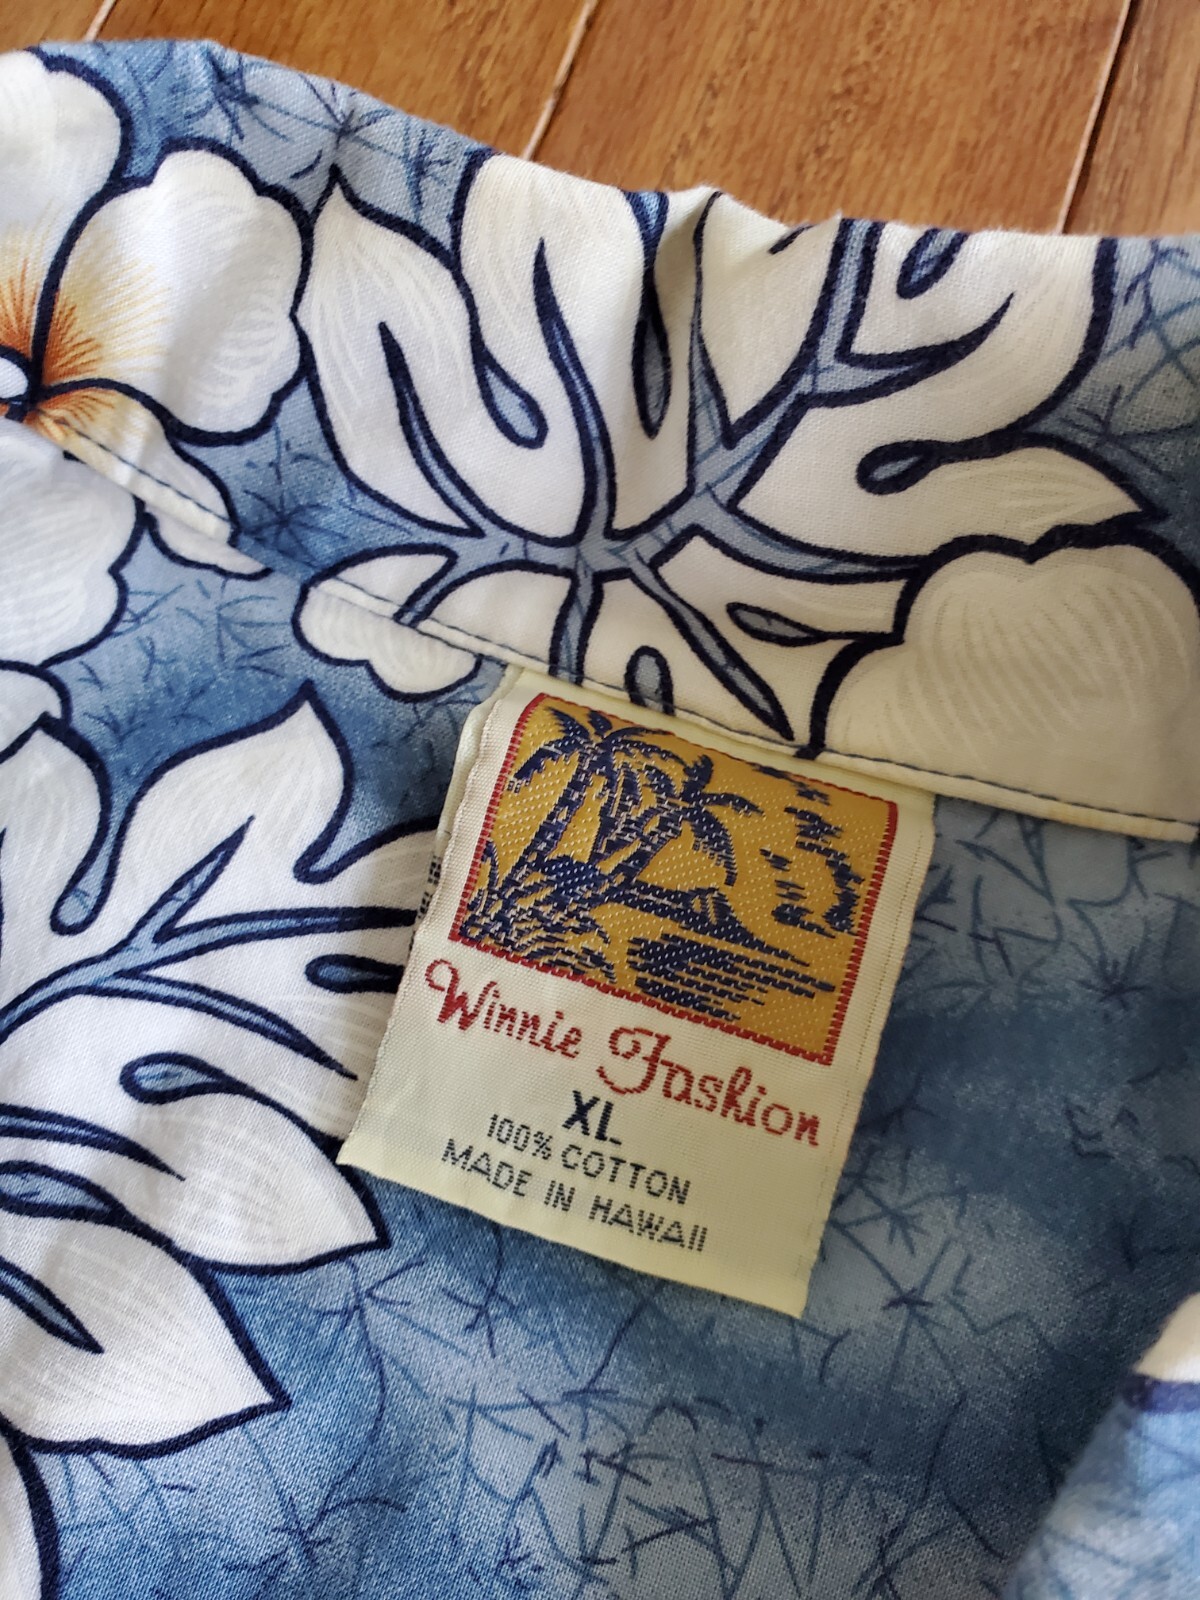 Winnie Fashion
XL
100% COTTON
MADE IN HAWAII